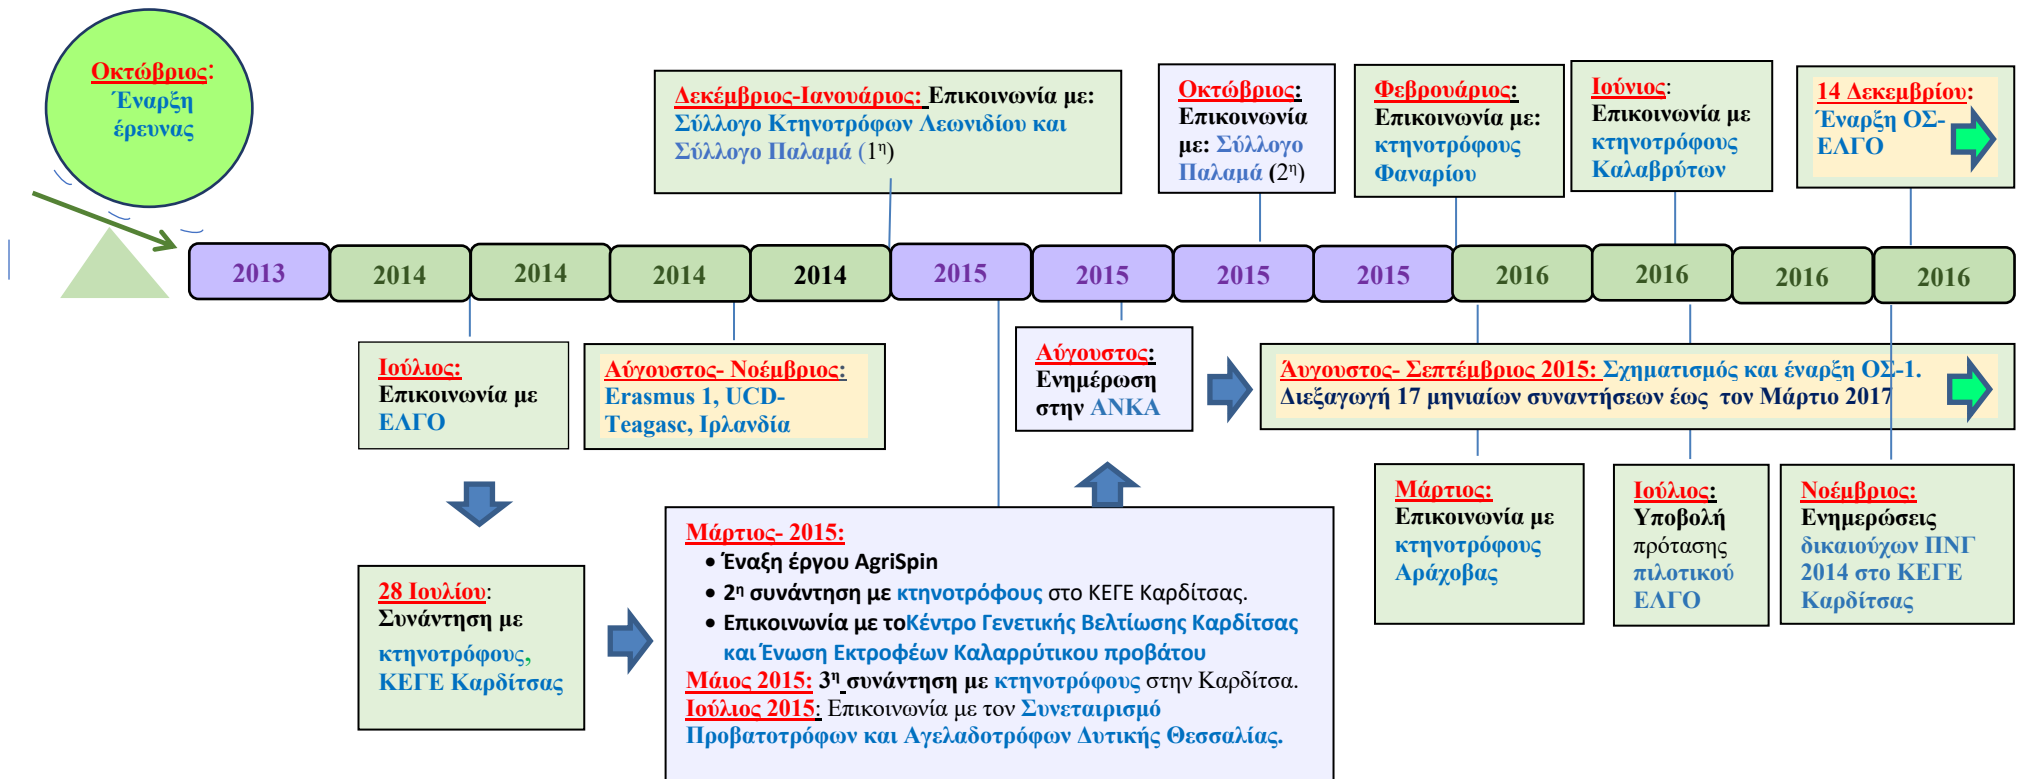 Οκτώβριος:
Έναρξη
έρευνας
Δεκέμβριος-Ιανουάριος: Επικοινωνία με:
Σύλλογο Κτηνοτρόφων Λεωνιδίου και
Σύλλογο Παλαμά (1η)
Οκτώβριος:
Επικοινωνία
με: Σύλλογο
Παλαμά (2η)
Φεβρουάριος:
Επικοινωνία με:
κτηνοτρόφους
Φαναρίου
Ιούνιος:
Επικοινωνία με
κτηνοτρόφους
Καλαβρύτων
14 Δεκεμβρίου:
Έναρξη ΟΣ-
ΕΛΓΟ
2013 2014 2014 2014 2014 2015 2015 2015 2015 2016 2016 2016 2016
Ιούλιος:
Επικοινωνία με
ΕΛΓΟ
Αύγουστος- Νοέμβριος:
Erasmus 1, UCD-
Teagasc, Ιρλανδία
Αύγουστος:
Ενημέρωση
στην ΑΝΚΑ
Άυγουστος- Σεπτέμβριος 2015: Σχηματισμός και έναρξη ΟΣ-1.
Διεξαγωγή 17 μηνιαίων συναντήσεων έως τον Μάρτιο 2017
28 Ιουλίου:
Συνάντηση με
κτηνοτρόφους,
ΚΕΓΕ Καρδίτσας
Μάρτιος- 2015:
• Έναξη έργου AgriSpin
• 2η συνάντηση με κτηνοτρόφους στο ΚΕΓΕ Καρδίτσας.
• Επικοινωνία με τοΚέντρο Γενετικής Βελτίωσης Καρδίτσας
και Ένωση Εκτροφέων Καλαρρύτικου προβάτου
Μάιος 2015: 3η συνάντηση με κτηνοτρόφους στην Καρδίτσα.
Ιούλιος 2015: Επικοινωνία με τον Συνεταιρισμό
Προβατοτρόφων και Αγελαδοτρόφων Δυτικής Θεσσαλίας.
Μάρτιος:
Επικοινωνία με
κτηνοτρόφους
Αράχοβας
Ιούλιος:
Υποβολή
πρότασης
πιλοτικού
ΕΛΓΟ
Νοέμβριος:
Ενημερώσεις
δικαιούχων ΠΝΓ
2014 στο ΚΕΓΕ
Καρδίτσας